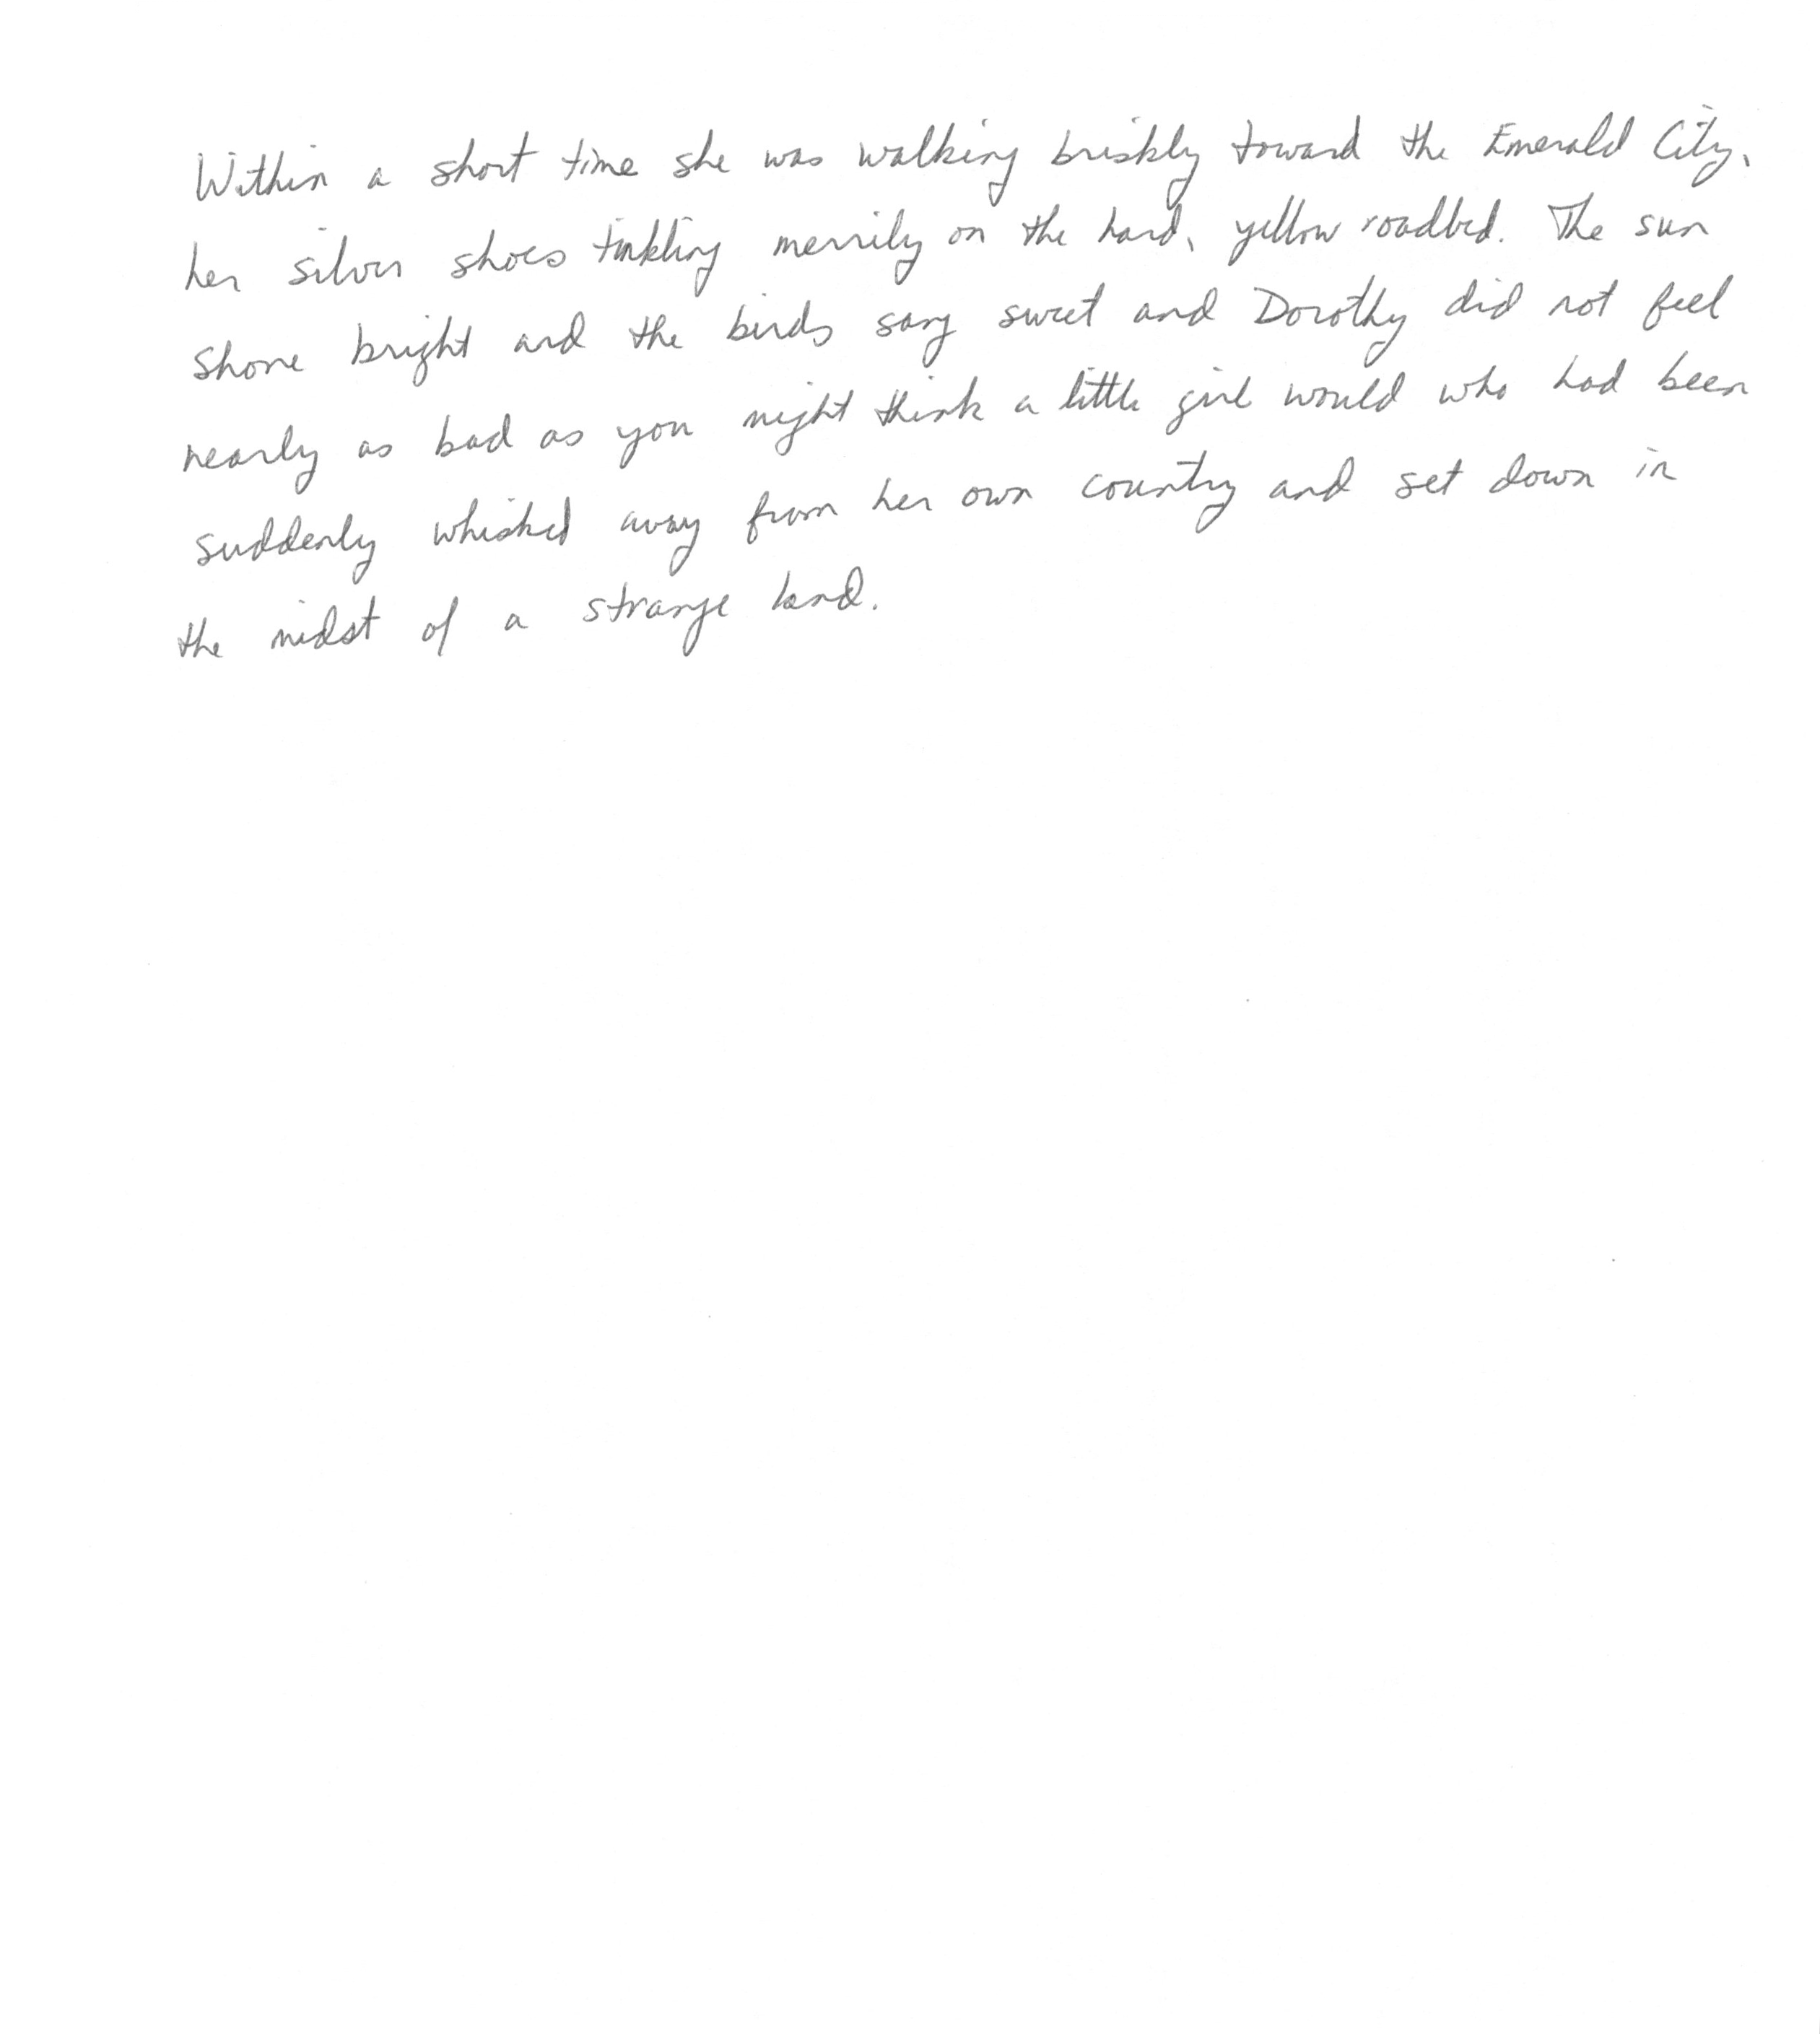 Within a short time she was walking briskly toward the Emerald City,
her silver shoes tinkling merrily on the hard, yellow roadbed. The sun
shone bright and the birds sang sweet and Dorothy did not feel
nearly as bad as you might think a little girl would who had been
suddenly whisked away from her own country and set down in
the midst of a strange land.